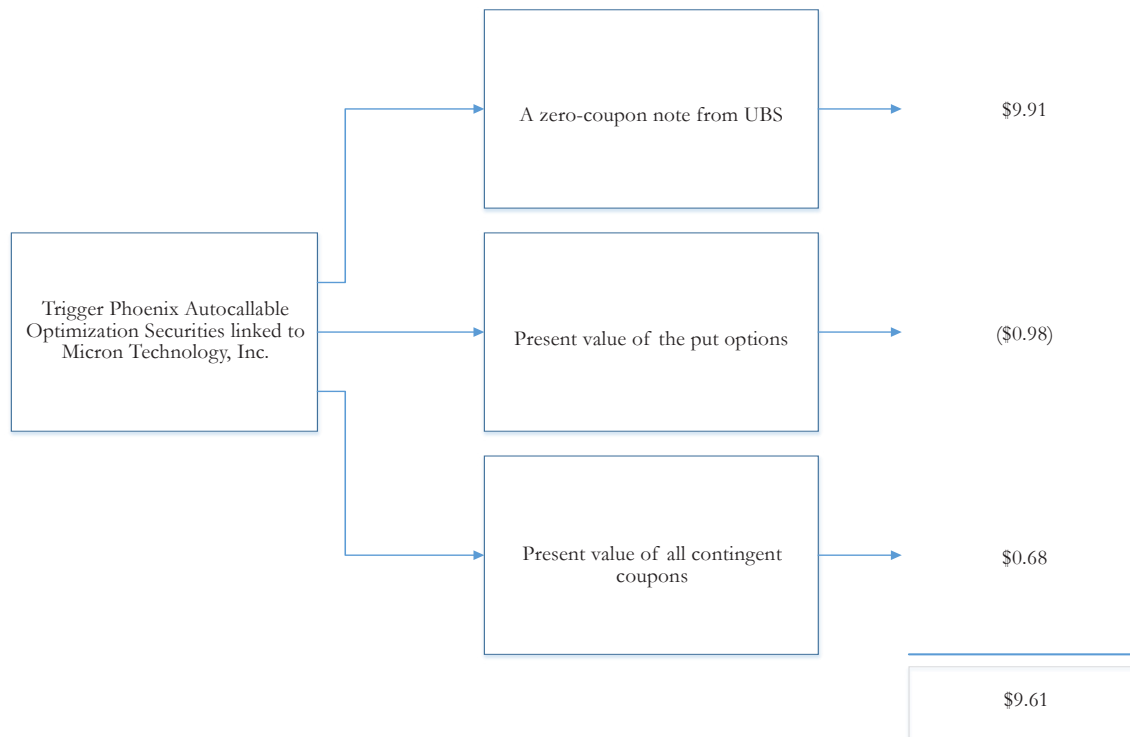 A zero-coupon note from UBS
$9.91
Trigger Phoenix Autocallable
Optimization Securities linked to
Micron Technology, Inc.
Present value of the put options
($0.98)
Present value of all contingent
coupons
$0.68
$9.61